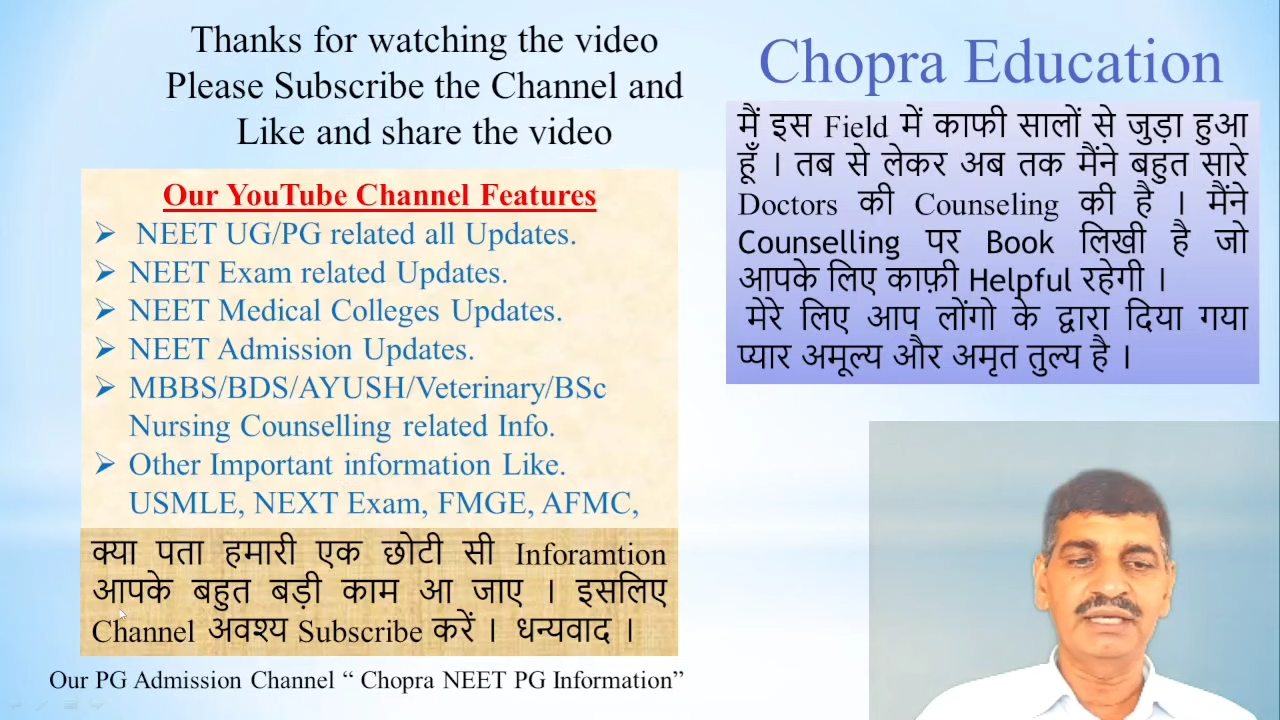 Thanks for watching the video
Please Subscribe the Channel and
Like and share the video
Our YouTube Channel Features
➢ NEET UG/PG related all Updates.
➢ NEET Exam related Updates.
➢ NEET Medical Colleges Updates.
➢ NEET Admission Updates.
➢ MBBS/BDS/AYUSH/Veterinary/BSc
Nursing Counselling related Info.
➢ Other Important information Like.
USMLE, NEXT Exam, FMGE, AFMC,
क्या पता हमारी एक छोटी सी Inforamtion
आपके बहुत बड़ी काम आ जाए । इसलिए
Channel अवश्य Subscribe करें । धन्यवाद ।
Our PG Admission Channel “ Chopra NEET PG Information”
Chopra Education
मैं इस Field में काफी सालों से जुड़ा हुआ
हूँ । तब से लेकर अब तक मैंने बहुत सारे
Doctors की Counseling की है । मैंने
Counselling पर Book लिखी है जो
आपके लिए काफ़ी Helpful रहेगी ।
मेरे लिए आप लोंगो के द्वारा दिया गया
प्यार अमूल्य और अमृत तुल्य है ।